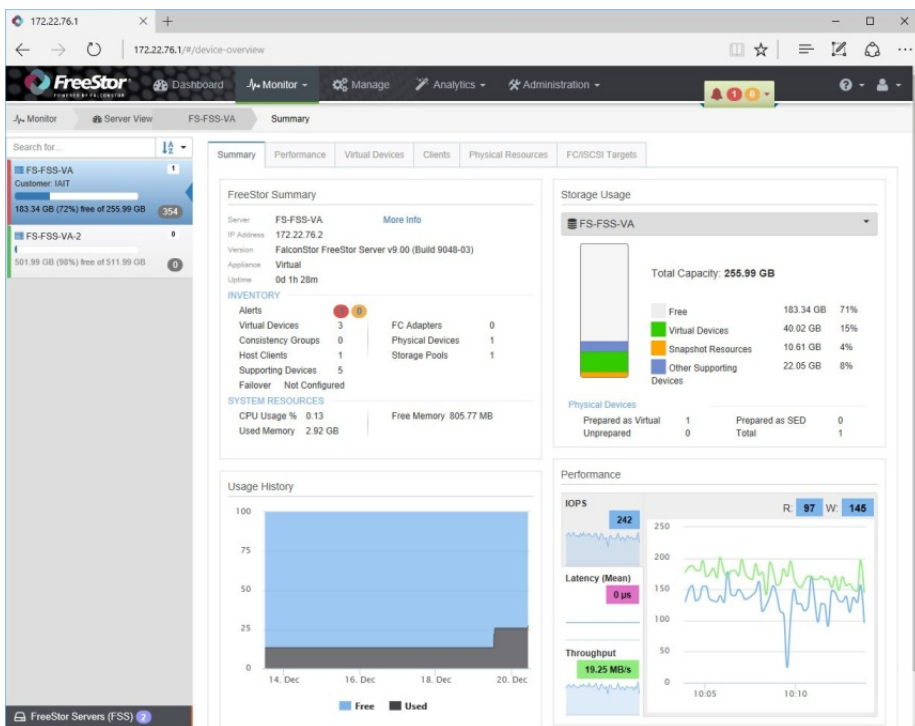 172.22.76.1
172.22.76.1/#/device-overview
FreeStor
POWERED BY FALCONSTOR
Dashboard
Monitor
Manage
Analytics
Administration
1 0
Monitor
Server View
FS-FSS-VA
Summary
Search for...
FS-FSS-VA 1
Customer: IAIT
183.34 GB (72%) free of 255.99 GB 354
FS-FSS-VA-2 0
501.99 GB (98%) free of 511.99 GB 0
FreeStor Servers (FSS) 2
Summary Performance Virtual Devices Clients Physical Resources FC/ISCSI Targets
FreeStor Summary
Server FS-FSS-VA More Info
IP Address 172.22.76.2
Version FalconStor FreeStor Server v9.00 (Build 9048-03)
Appliance Virtual
Uptime 0d 1h 28m
INVENTORY
Alerts 0
Virtual Devices 3 FC Adapters 0
Consistency Groups 0 Physical Devices 1
Host Clients 1 Storage Pools 1
Supporting Devices 5
Failover Not Configured
SYSTEM RESOURCES
CPU Usage % 0.13 Free Memory 805.77 MB
Used Memory 2.92 GB
Storage Usage
FS-FSS-VA
Total Capacity: 255.99 GB
Free 183.34 GB 71%
Virtual Devices 40.02 GB 15%
Snapshot Resources 10.61 GB 4%
Other Supporting 22.05 GB 8%
Devices
Physical Devices
Prepared as Virtual 1 Prepared as SED 0
Unprepared 0 Total 1
Usage History
100
75
50
25
0
14. Dec 16. Dec 18. Dec 20. Dec
Free Used
Performance
IOPS
242
Latency (Mean)
0 µs
Throughput
19.25 MB/s
R: 97 W: 145
250
200
150
100
50
0
10:05 10:10